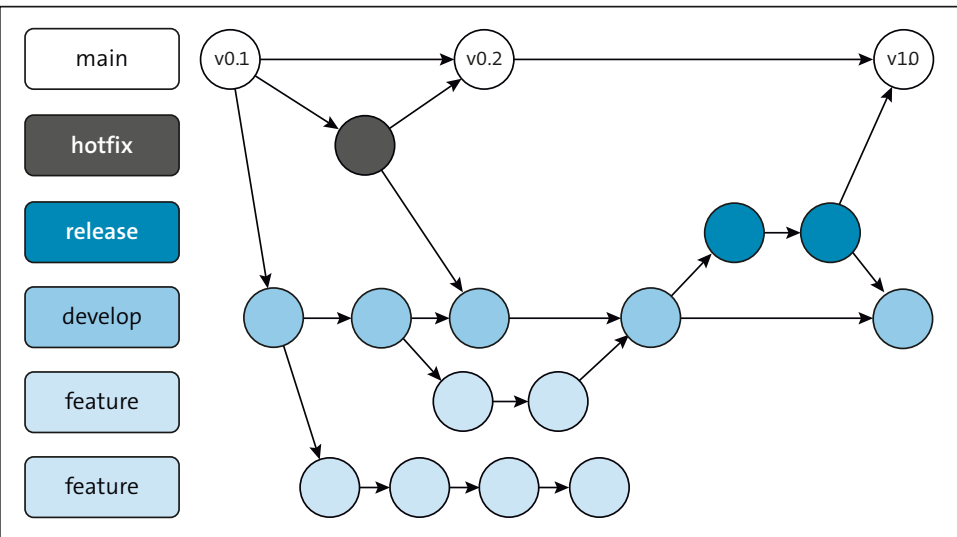 main
v0.1
v0.2
v1.0
hotfix
release
develop
feature
feature